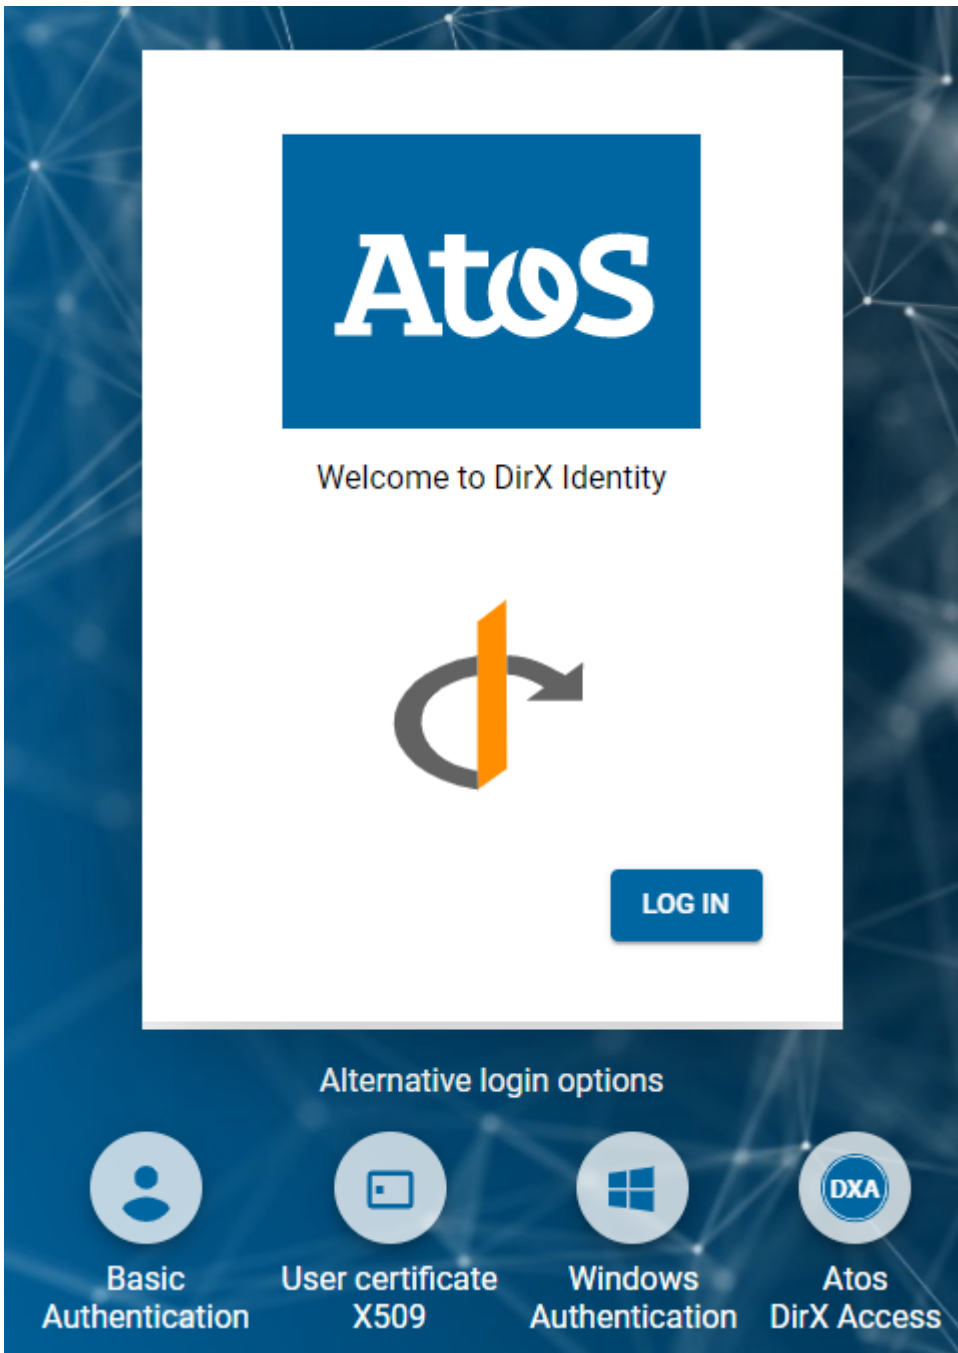 Atos
Welcome to DirX Identity
LOG IN
Alternative login options
DXA
Basic
Authentication
User certificate
X509
Windows
Authentication
Atos
DirX Access